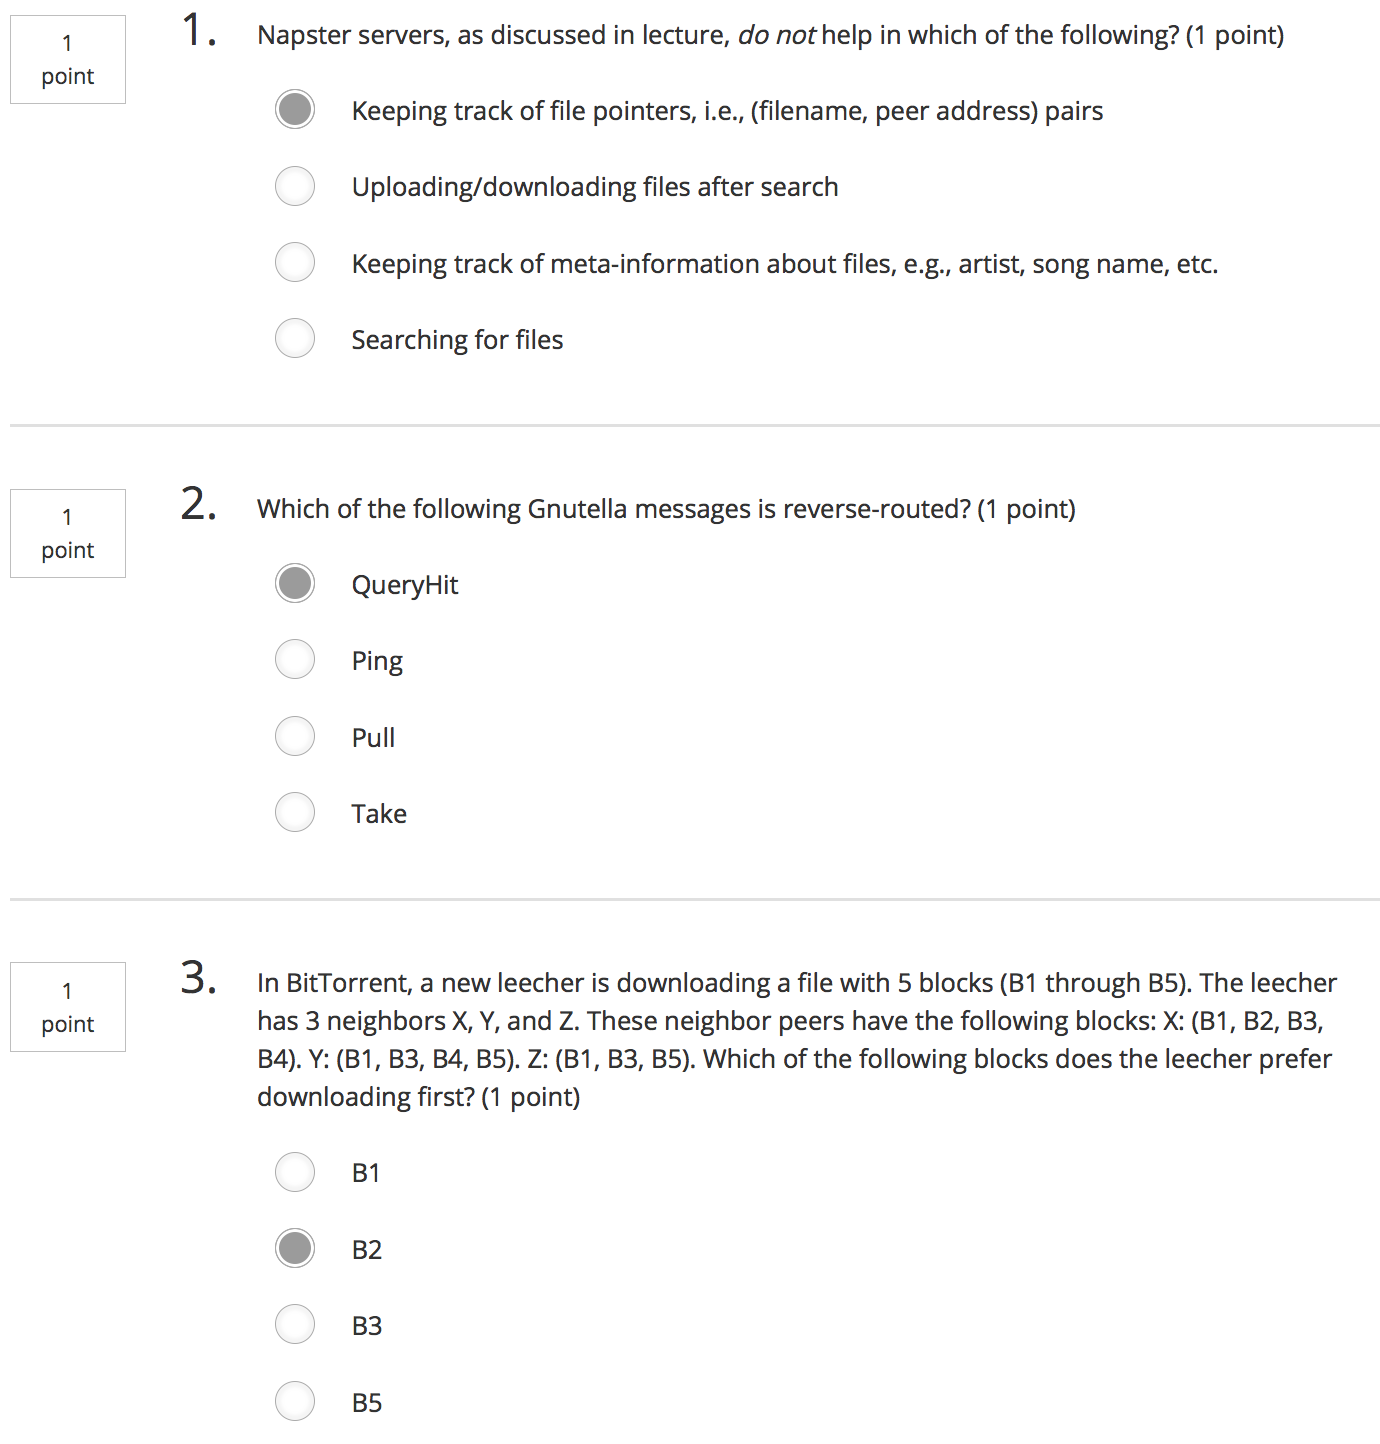 1
point
1. Napster servers, as discussed in lecture, do not help in which of the following? (1 point)
Keeping track of file pointers, i.e., (filename, peer address) pairs
Uploading/downloading files after search
Keeping track of meta-information about files, e.g., artist, song name, etc.
Searching for files
1
point
2. Which of the following Gnutella messages is reverse-routed? (1 point)
QueryHit
Ping
Pull
Take
1
point
3. In BitTorrent, a new leecher is downloading a file with 5 blocks (B1 through B5). The leecher
has 3 neighbors X, Y, and Z. These neighbor peers have the following blocks: X: (B1, B2, B3,
B4). Y: (B1, B3, B4, B5). Z: (B1, B3, B5). Which of the following blocks does the leecher prefer
downloading first? (1 point)
B1
B2
B3
B5